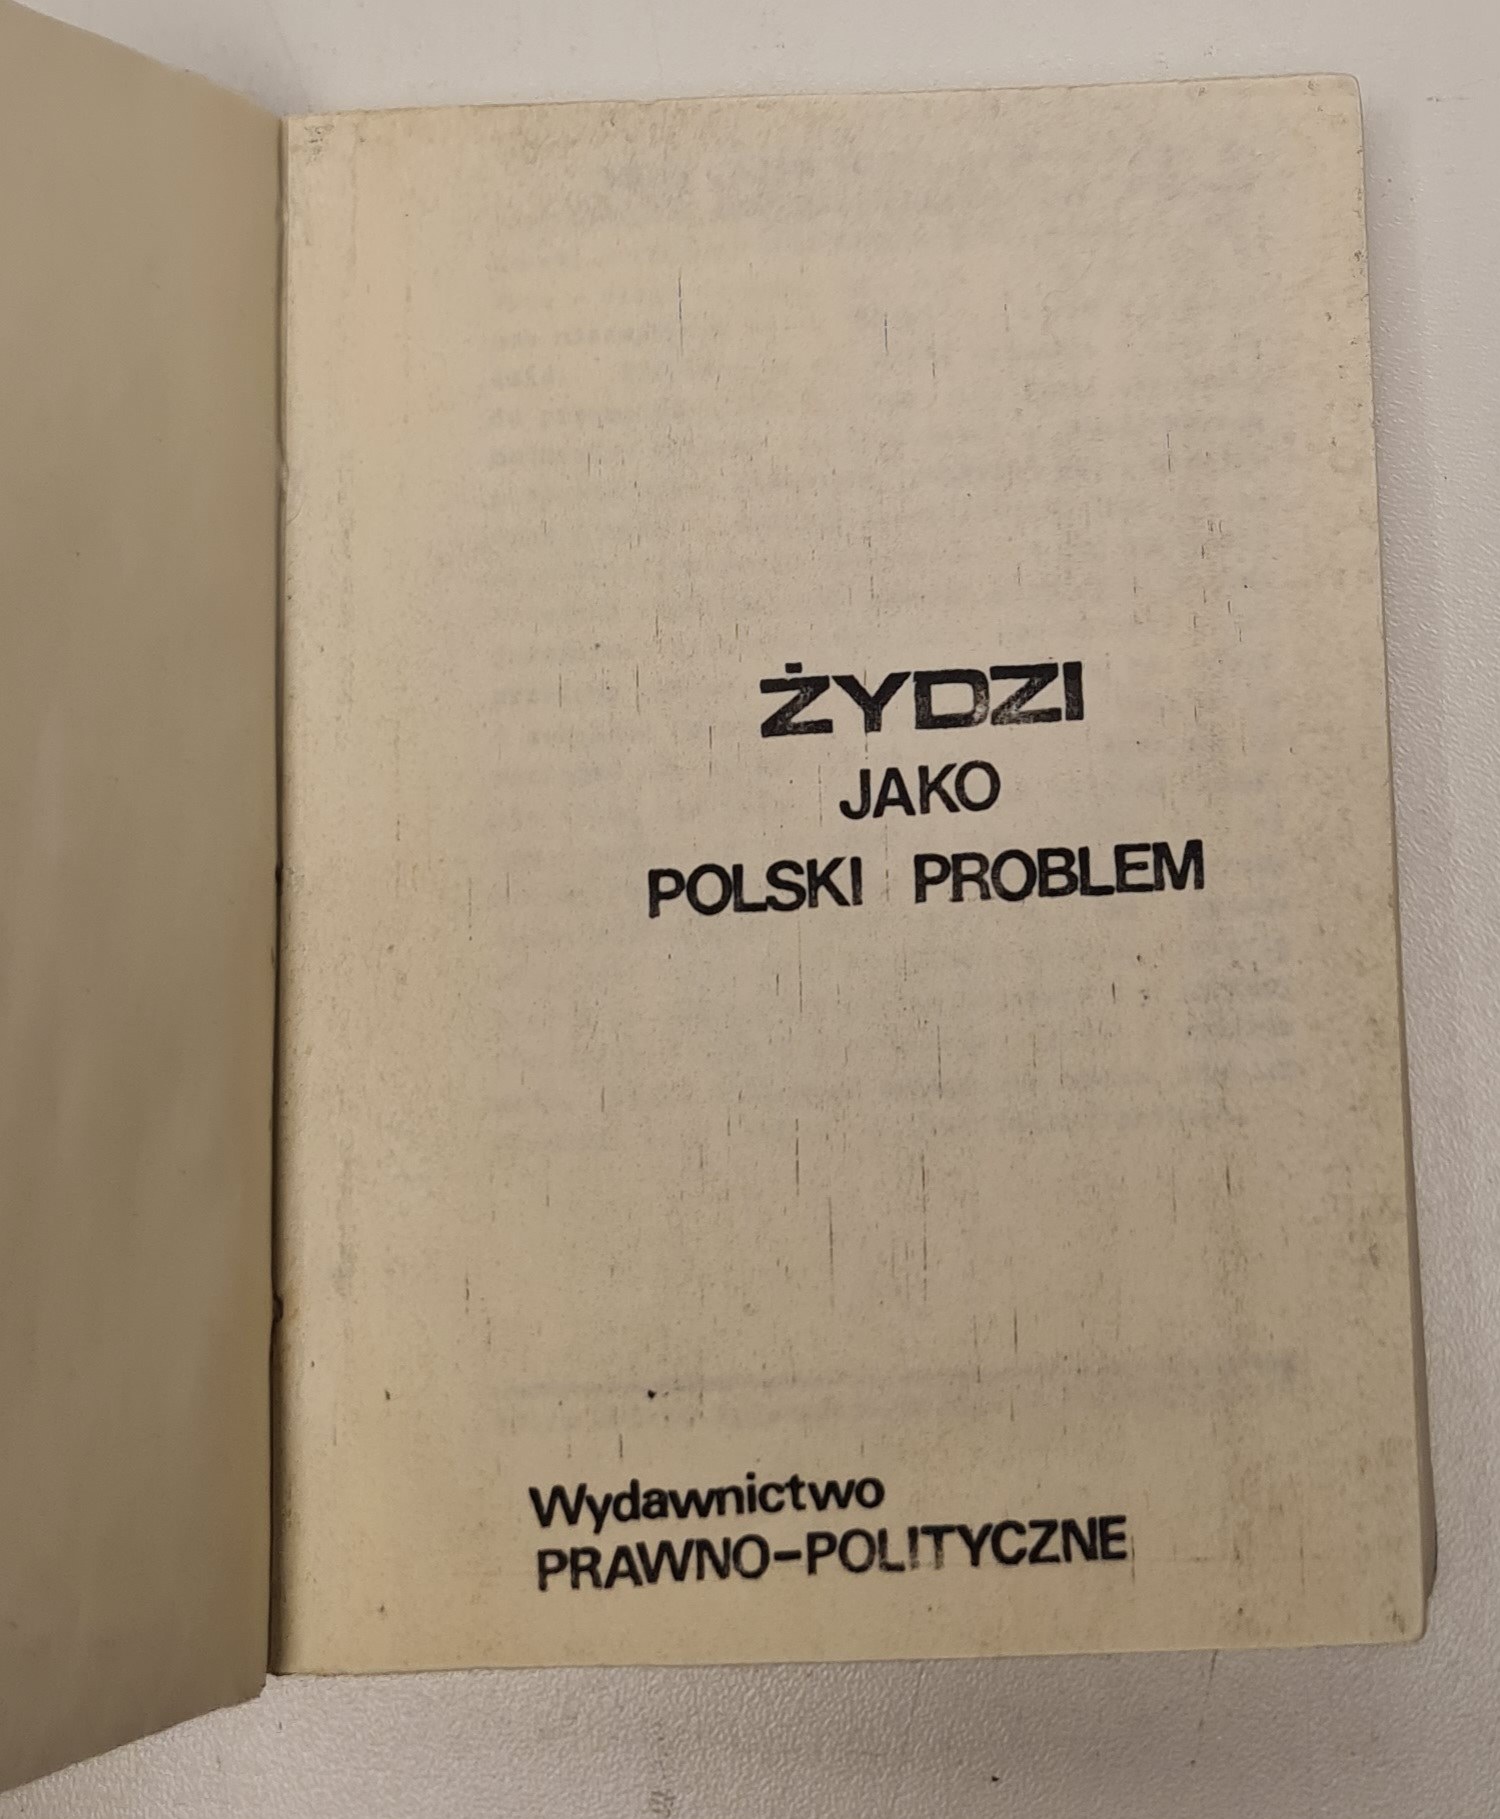 ŻYDZI
JAKO
POLSKI PROBLEM
Wydawnictwo
PRAWNO-POLITYCZNE